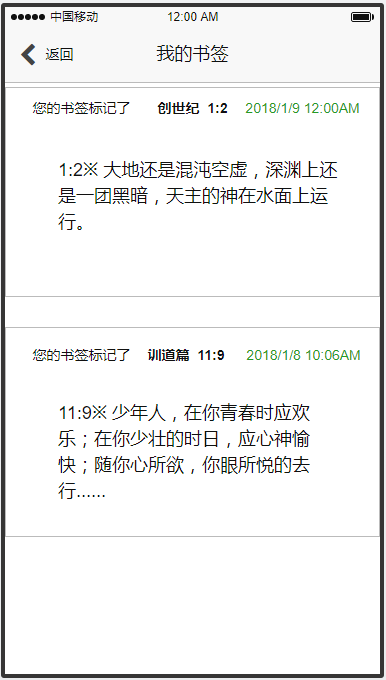 中国移动 12:00 AM
返回 我的书签
您的书签标记了 创世纪 1:2 2018/1/9 12:00AM
1:2※ 大地还是混沌空虚，深渊上还
是一团黑暗，天主的神在水面上运
行。
您的书签标记了 训道篇 11:9 2018/1/8 10:06AM
11:9※ 少年人，在你青春时应欢
乐；在你少壮的时日，应心神愉
快；随你心所欲，你眼所悦的去
行......